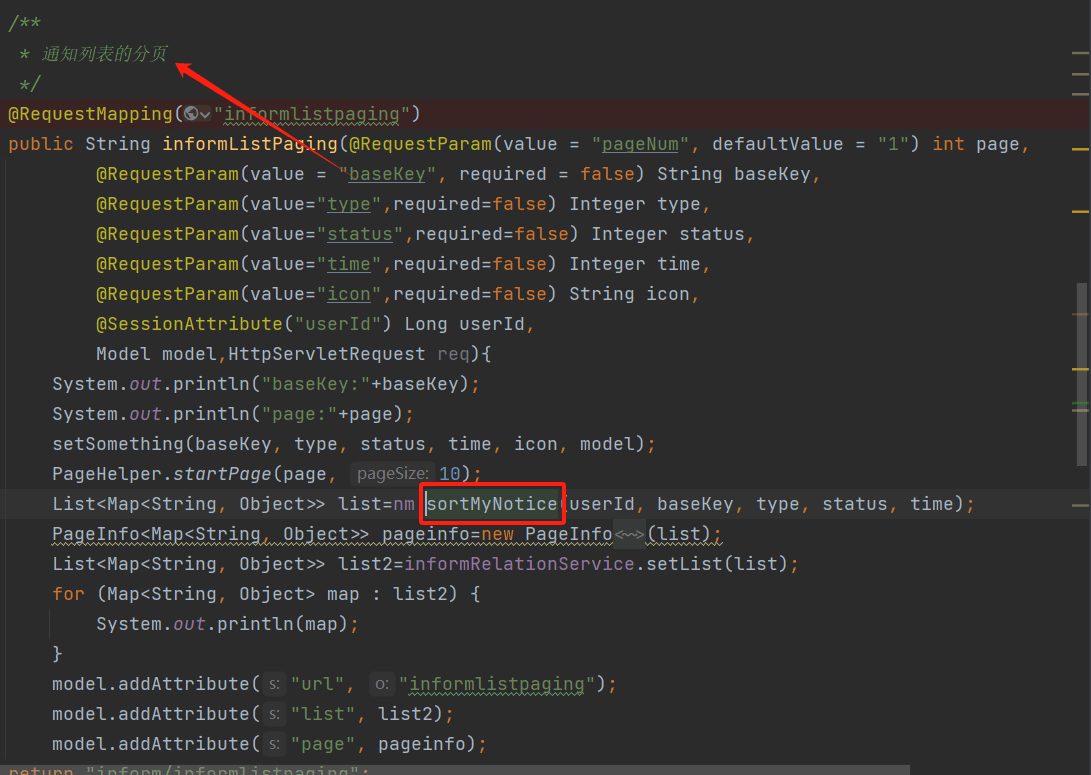 /**
* 通知列表的分页
*/
@RequestMapping("informlistpaging")
public String informListPaging(@RequestParam(value = "pageNum", defaultValue = "1") int page,
@RequestParam(value = "baseKey", required = false) String baseKey,
@RequestParam(value="type",required=false) Integer type,
@RequestParam(value="status",required=false) Integer status,
@RequestParam(value="time",required=false) Integer time,
@RequestParam(value="icon",required=false) String icon,
@SessionAttribute("userId") Long userId,
Model model,HttpServletRequest req){
System.out.println("baseKey:"+baseKey);
System.out.println("page:"+page);
setSomething(baseKey, type, status, time, icon, model);
PageHelper.startPage(page, pageSize: 10);
List<Map<String, Object>> list=nm sortMyNotice(userId, baseKey, type, status, time);
PageInfo<Map<String, Object>> pageinfo=new PageInfo<~>(list);
List<Map<String, Object>> list2=informRelationService.setList(list);
for (Map<String, Object> map : list2) {
System.out.println(map);
}
model.addAttribute( s: "url", o: "informlistpaging");
model.addAttribute( s: "list", list2);
model.addAttribute( s: "page", pageinfo);
return "inform/informlistpaging";